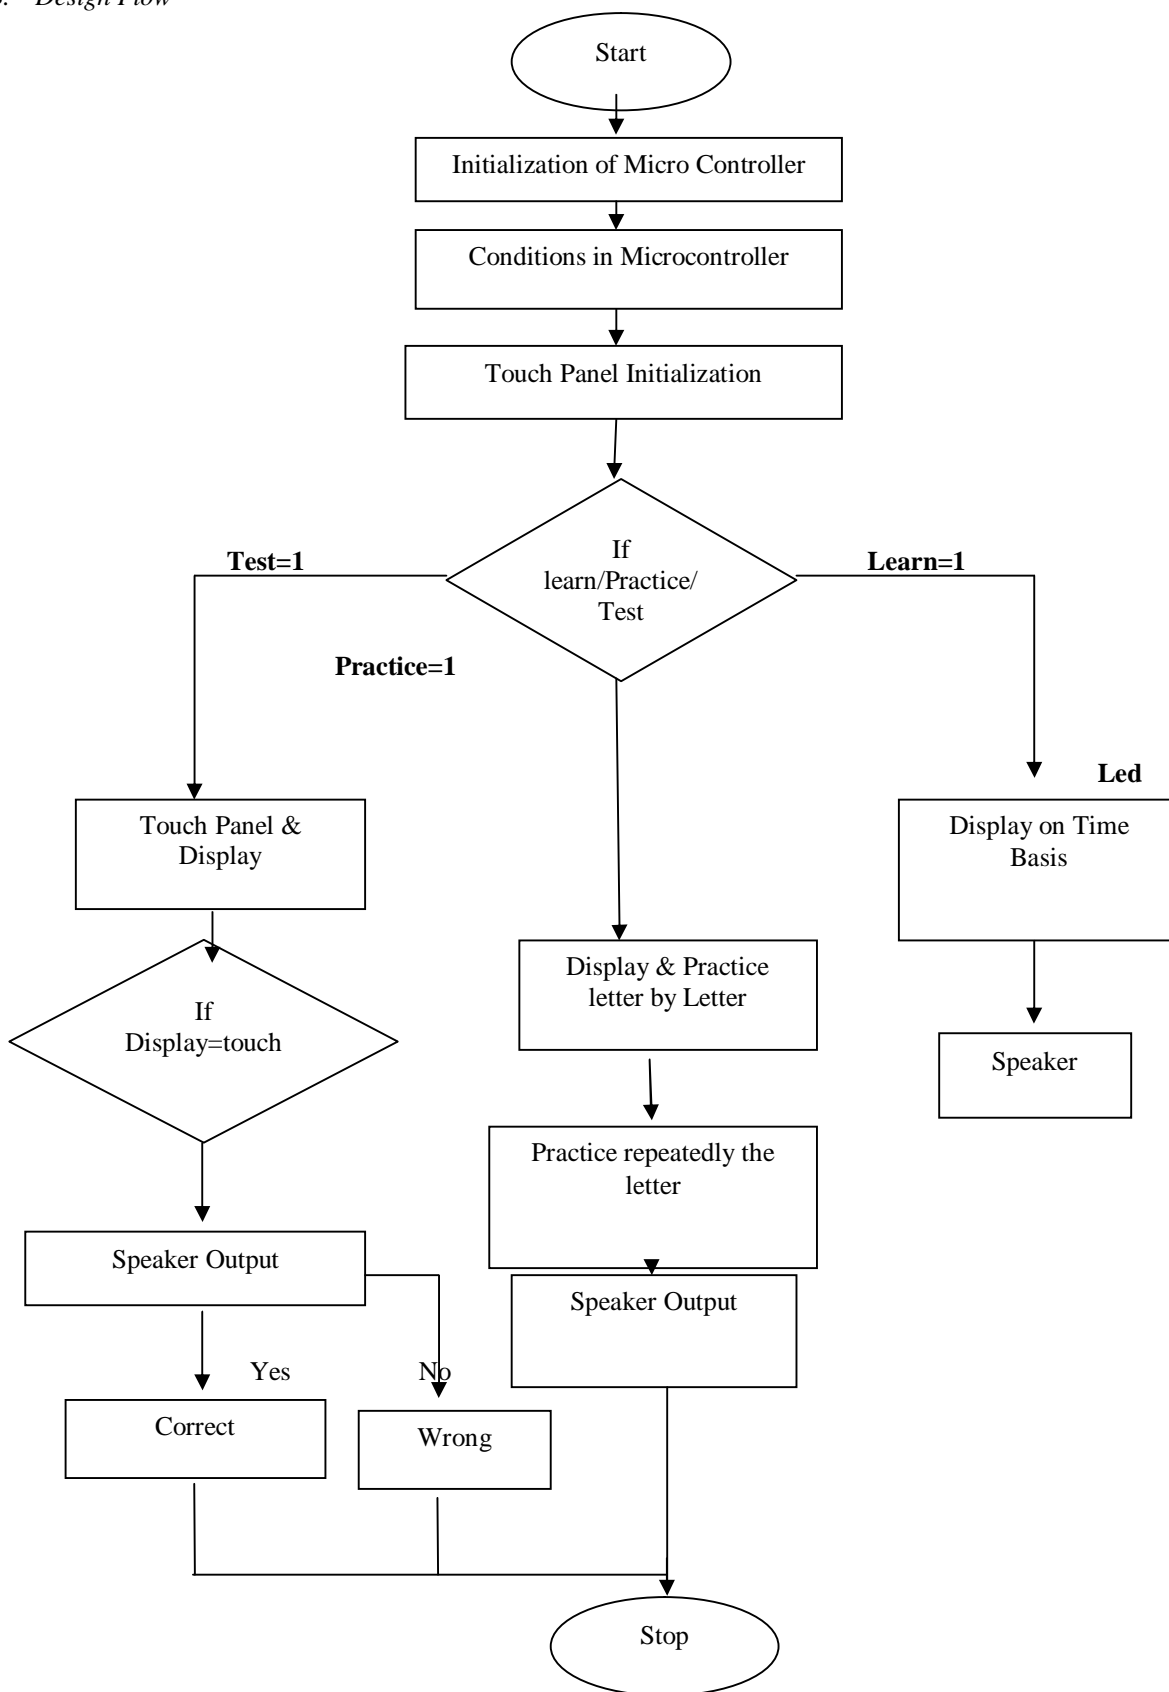 Design Flow
Start
Initialization of Micro Controller
Conditions in Microcontroller
Touch Panel Initialization
If
learn/Practice/
Test
Test=1
Learn=1
Practice=1
Led
Touch Panel &
Display
Display on Time
Basis
If
Display=touch
Display & Practice
letter by Letter
Speaker
Practice repeatedly the
letter
Speaker Output
Speaker Output
Yes
No
Correct
Wrong
Stop